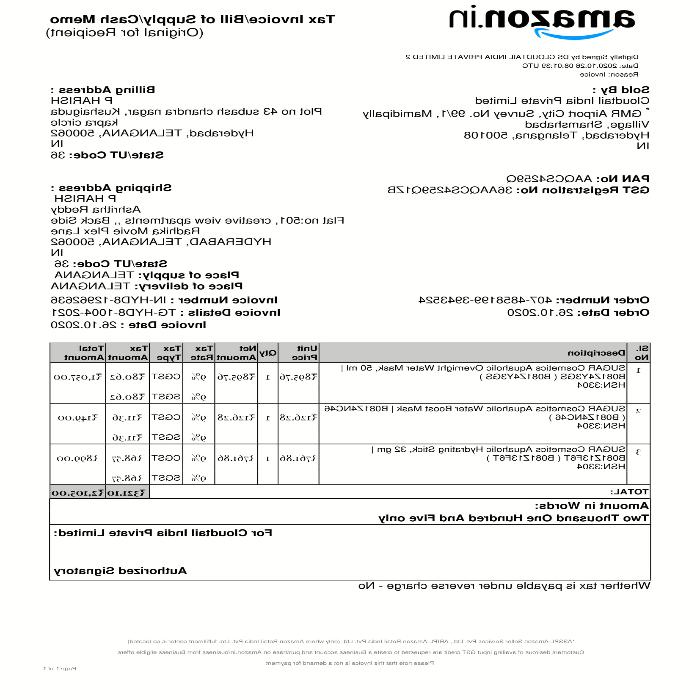 amazon.in
Tax Invoice/Bill of Supply/Cash Memo
(Original for Recipient)
Digitally Signed by DS CLOUDTAIL INDIA PRIVATE LIMITED 2
Date: 2020.10.26 08:01:39 UTC
Reason: Invoice
Sold By :
Cloudtail India Private Limited
* GMR Airport City, Survey No. 99/1, Mamidipally
Village, Shamshabad
Hyderabad, Telangana, 500108
IN
Billing Address :
P HARISH
Plot no 43 subash chandra nagar, Kushaiguda
kapra circlo
Hyderabad, TELANGANA, 500062
IN
State/UT Code: 36
PAN No: AAQCS4259Q
GST Registration No: 36AAQCS4259Q1ZB
Shipping Address :
P HARISH
Ashritha Reddy
Flat no:501, creative view apartments ,, Back Side
Radhika Movie Plex Lane
HYDERABAD, TELANGANA, 500062
IN
State/UT Code: 36
Place of supply: TELANGANA
Place of delivery: TELANGANA
Order Number: 407-4858199-3943524
Order Date: 26.10.2020
Invoice Number : IN-HYD8-12962636
Invoice Details : TG-HYD8-1004-2021
Invoice Date : 26.10.2020
Sl. No Description Unit Price Qty Net Amount Tax Rate Tax Type Tax Amount Total Amount
1 SUGAR Cosmetics Aquaholic Overnight Water Mask, 50 ml | ₹895.76 1 ₹895.76 9% CGST ₹80.62 ₹1,057.00
B081Z4Y3GS ( B081Z4Y3GS )
HSN:3304 9% SGST ₹80.62
2 SUGAR Cosmetics Aquaholic Water Boost Mask | B081Z4NC46 ₹126.28 1 ₹126.28 9% CGST ₹11.36 ₹149.00
( B081Z4NC46 )
HSN:3304 9% SGST ₹11.36
3 SUGAR Cosmetics Aquaholic Hydrating Stick, 32 gm | ₹761.86 1 ₹761.86 9% CGST ₹68.57 ₹899.00
B081Z13F6T ( B081Z13F6T )
HSN:3304 9% SGST ₹68.57
TOTAL: ₹321.10 ₹2,105.00
Amount in Words:
Two Thousand One Hundred And Five only
For Cloudtail India Private Limited:
Authorized Signatory
Whether tax is payable under reverse charge - No
Please note that this invoice is not a demand for payment
Page 1 of 1